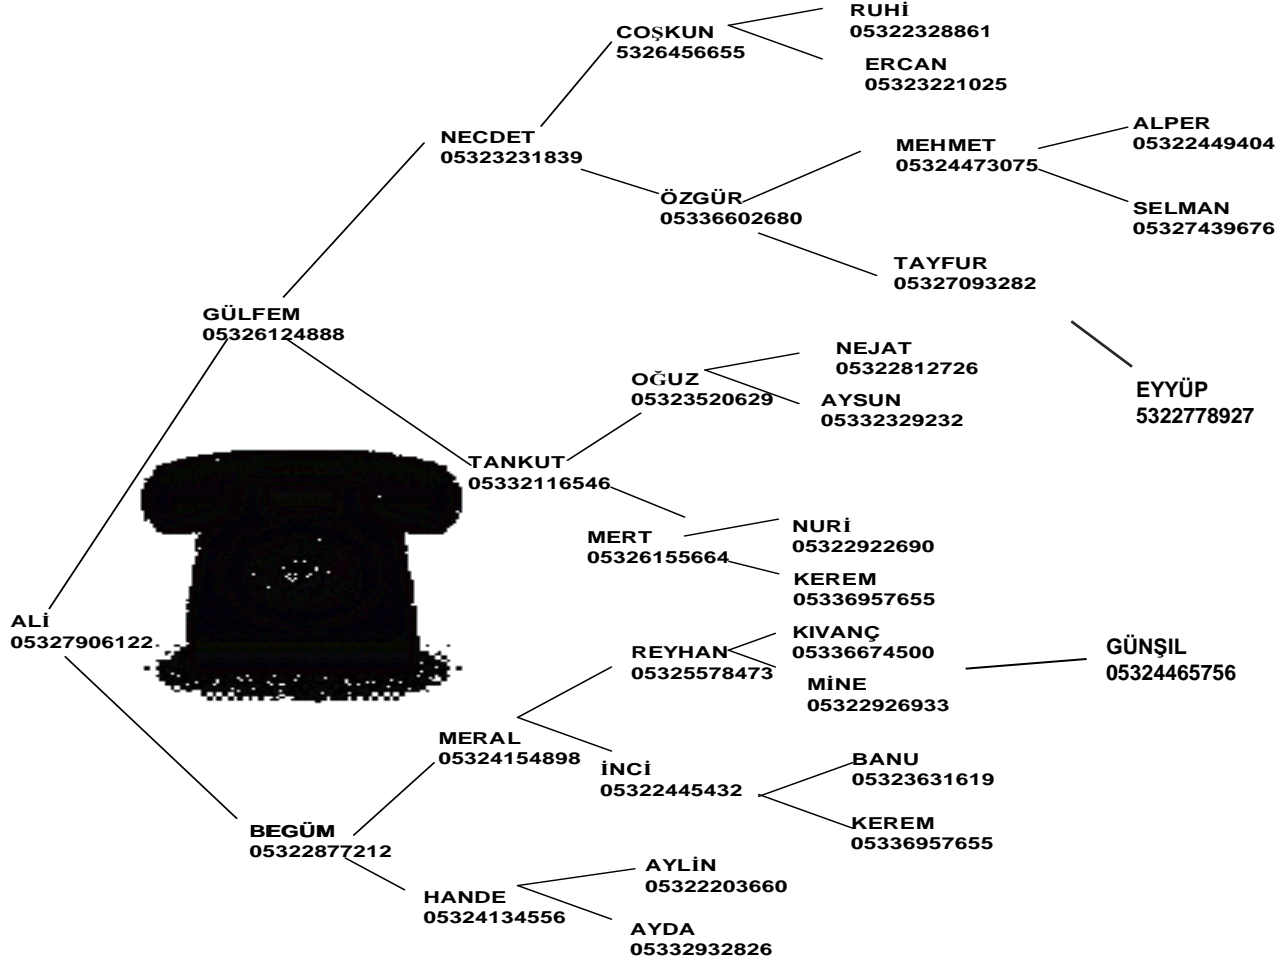 RUHİ
05322328861
COŞKUN
5326456655
ERCAN
05323221025
NECDET
05323231839
MEHMET
05324473075
ALPER
05322449404
ÖZGÜR
05336602680
SELMAN
05327439676
TAYFUR
05327093282
GÜLFEM
05326124888
NEJAT
05322812726
OĞUZ
05323520629
AYSUN
05332329232
EYYÜP
5322778927
TANKUT
05332116546
MERT
05326155664
NURİ
05322922690
KEREM
05336957655
ALİ
05327906122
KIVANÇ
05336674500
REYHAN
05325578473
MİNE
05322926933
GÜNŞIL
05324465756
MERAL
05324154898
İNCİ
05322445432
BANU
05323631619
KEREM
05336957655
BEGÜM
05322877212
AYLİN
05322203660
HANDE
05324134556
AYDA
05332932826